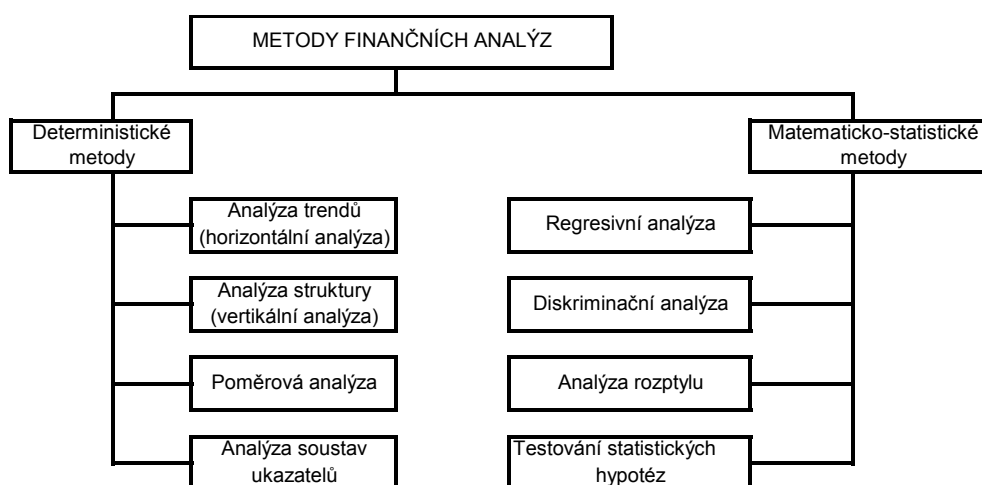 METODY FINANČNÍCH ANALÝZ
Deterministické
metody
Matematicko-statistické
metody
Analýza trendů
(horizontální analýza)
Regresivní analýza
Analýza struktury
(vertikální analýza)
Diskriminační analýza
Poměrová analýza
Analýza rozptylu
Analýza soustav
ukazatelů
Testování statistických
hypotéz